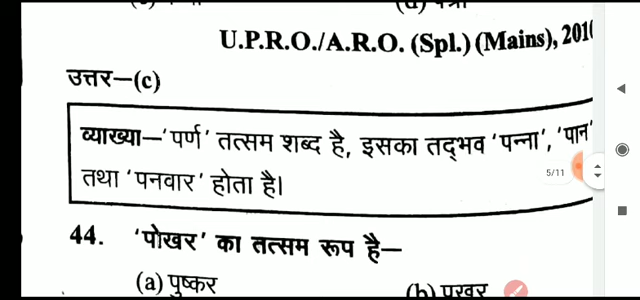 U.P.R.O./A.R.O. (Spl.) (Mains), 201
उत्तर–(c)
व्याख्या–‘पर्ण’ तत्सम शब्द है, इसका तद्भव ‘पन्ना’, ‘पान’
तथा ‘पनवार’ होता है।
5/11
44. ‘पोखर’ का तत्सम रूप है–
(a) पुष्कर
(b) पुखर